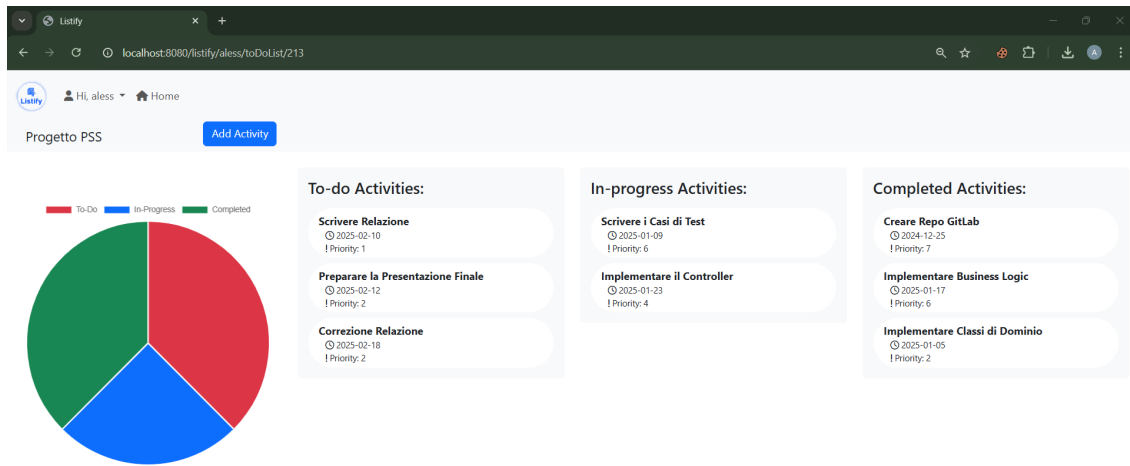 Listify
localhost:8080/listify/aless/toDoList/213
A
Listify
Hi, aless
Home
Progetto PSS
Add Activity
To-Do
In-Progress
Completed
To-do Activities:
Scrivere Relazione
2025-02-10
! Priority: 1
Preparare la Presentazione Finale
2025-02-12
! Priority: 2
Correzione Relazione
2025-02-18
! Priority: 2
In-progress Activities:
Scrivere i Casi di Test
2025-01-09
! Priority: 6
Implementare il Controller
2025-01-23
! Priority: 4
Completed Activities:
Creare Repo GitLab
2024-12-25
! Priority: 7
Implementare Business Logic
2025-01-17
! Priority: 6
Implementare Classi di Dominio
2025-01-05
! Priority: 2